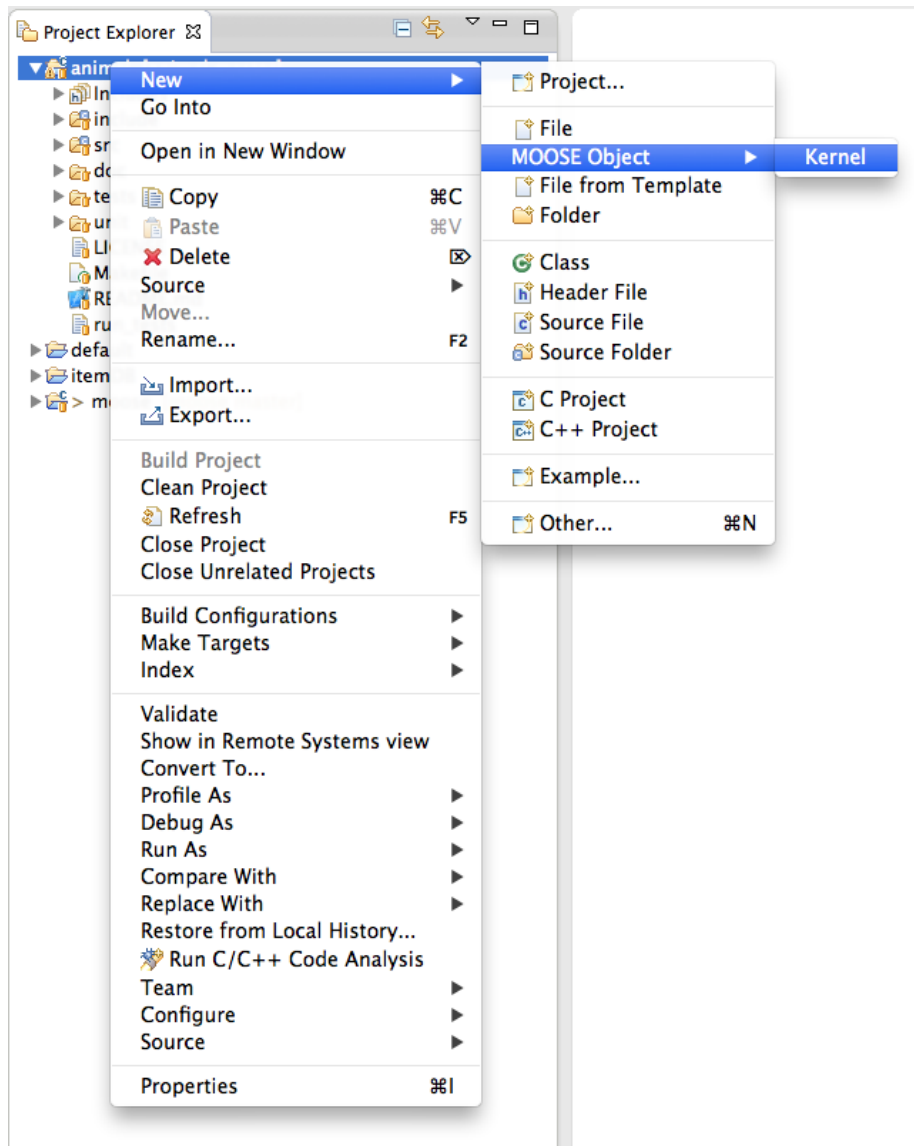 Project Explorer
New
Go Into
Open in New Window
Copy ⌘C
Paste ⌘V
Delete ⌦
Source
Move...
Rename... F2
Import...
Export...
Build Project
Clean Project
Refresh F5
Close Project
Close Unrelated Projects
Build Configurations
Make Targets
Index
Validate
Show in Remote Systems view
Convert To...
Profile As
Debug As
Run As
Compare With
Replace With
Restore from Local History...
Run C/C++ Code Analysis
Team
Configure
Source
Properties ⌘I
Project...
File
MOOSE Object
File from Template
Folder
Class
Header File
Source File
Source Folder
C Project
C++ Project
Example...
Other... ⌘N
Kernel